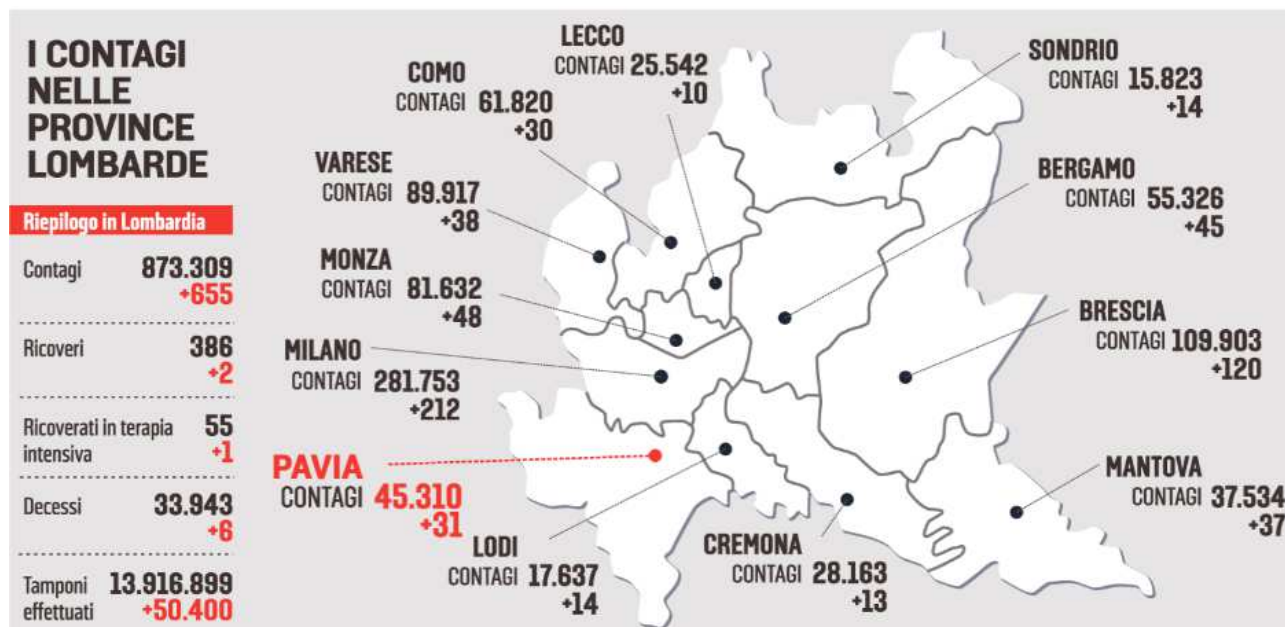 I CONTAGI
NELLE
PROVINCE
LOMBARDE
Riepilogo in Lombardia
Contagi 873.309
+655
Ricoveri 386
+2
Ricoverati in terapia intensiva 55
+1
Decessi 33.943
+6
Tamponi effettuati 13.916.899
+50.400
LECCO
CONTAGI 25.542
+10
COMO
CONTAGI 61.820
+30
VARESE
CONTAGI 89.917
+38
MONZA
CONTAGI 81.632
+48
MILANO
CONTAGI 281.753
+212
PAVIA
CONTAGI 45.310
+31
LODI
CONTAGI 17.637
+14
CREMONA
CONTAGI 28.163
+13
SONDRIO
CONTAGI 15.823
+14
BERGAMO
CONTAGI 55.326
+45
BRESCIA
CONTAGI 109.903
+120
MANTOVA
CONTAGI 37.534
+37